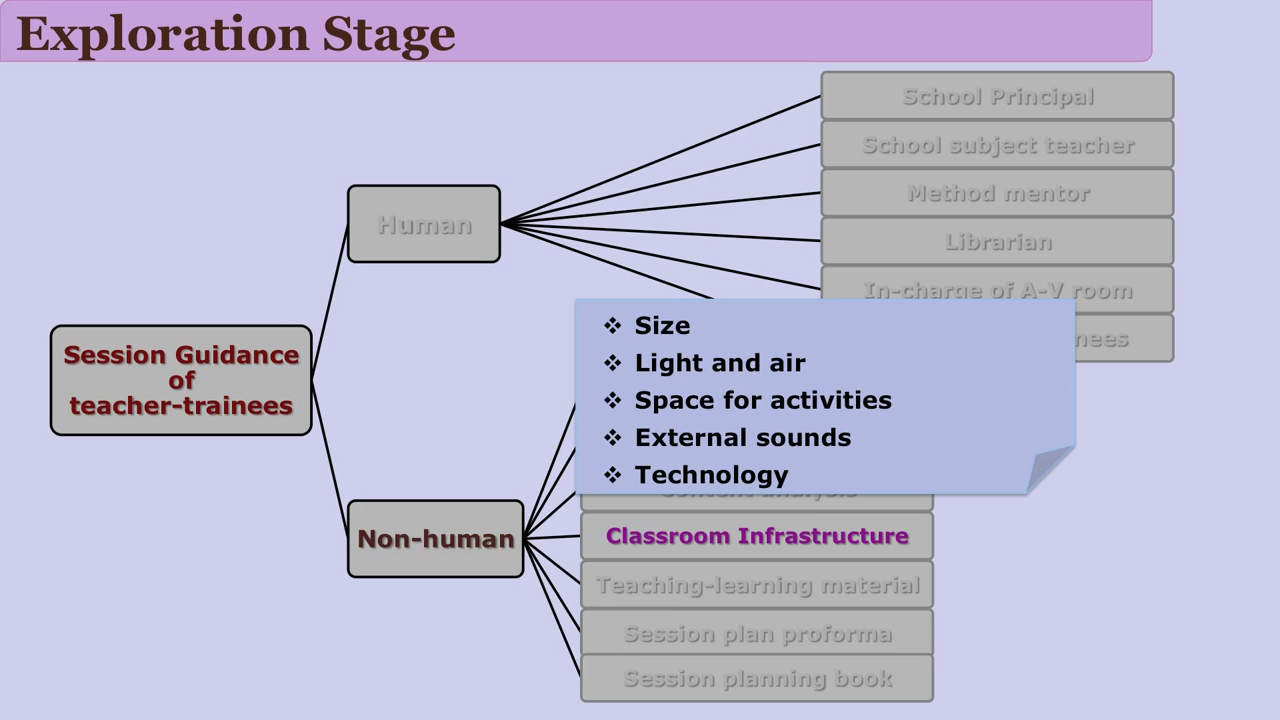 Exploration Stage
School Principal
School subject teacher
Method mentor
Human
Librarian
In-charge of A-V room
❖ Size
❖ Light and air
❖ Space for activities
❖ External sounds
❖ Technology
Session Guidance
of
teacher-trainees
Content analysis
Non-human
Classroom Infrastructure
Teaching-learning material
Session plan proforma
Session planning book